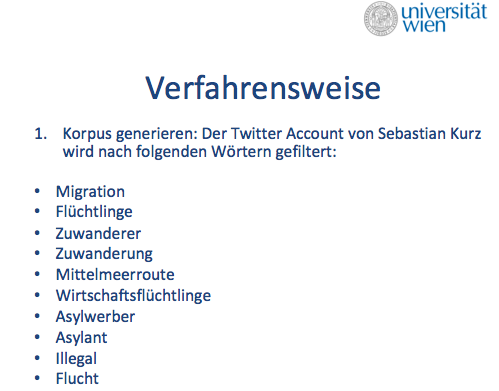 universität
wien
Verfahrensweise
1. Korpus generieren: Der Twitter Account von Sebastian Kurz
wird nach folgenden Wörtern gefiltert:
• Migration
• Flüchtlinge
• Zuwanderer
• Zuwanderung
• Mittelmeerroute
• Wirtschaftsflüchtlinge
• Asylwerber
• Asylant
• Illegal
• Flucht